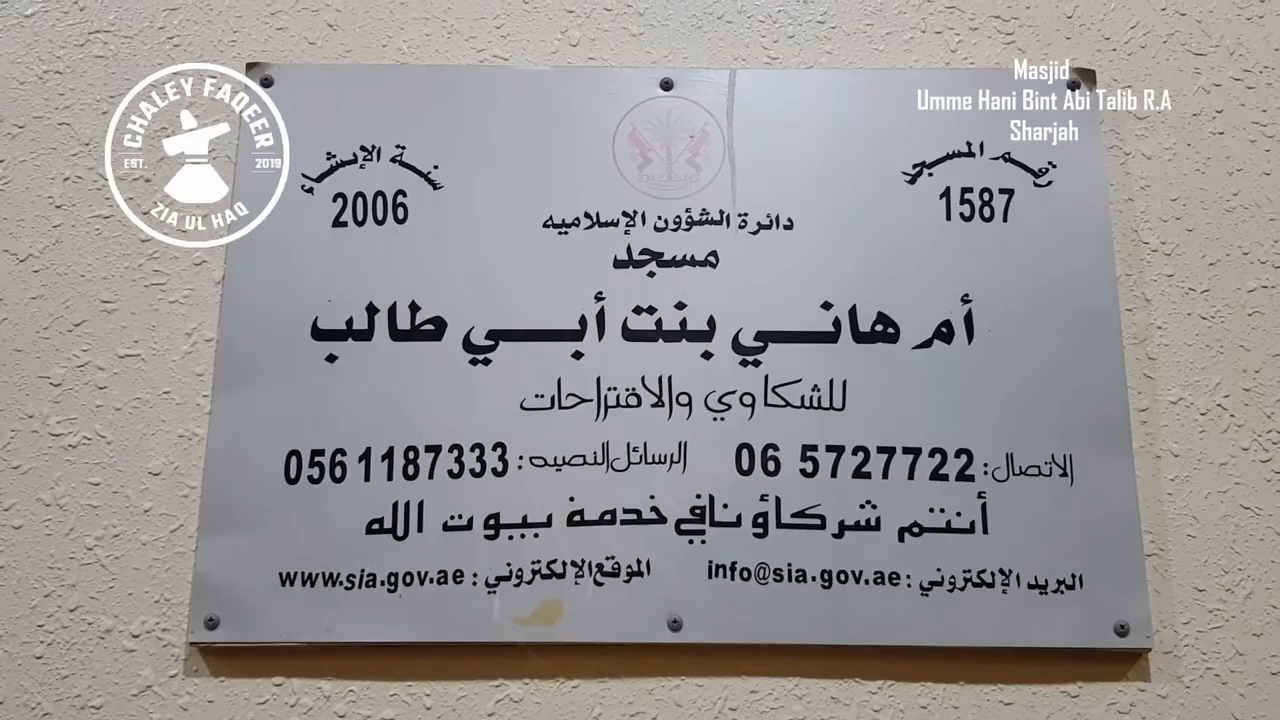 CHALEY FAQEER
EST. 2019
ZIA UL HAQ
Masjid
Umme Hani Bint Abi Talib R.A
Sharjah
رقم المسجد
1587
سنة الإنشاء
2006
دائرة الشؤون الإسلاميه
مسجد
أم هاني بنت أبي طالب
للشكاوي والاقتراحات
الاتصال: 06 5727722 الرسائل النصيه: 056 1187333
أنتم شركاؤنا في خدمة بيوت الله
البريد الإلكتروني: info@sia.gov.ae الموقع الإلكتروني: www.sia.gov.ae